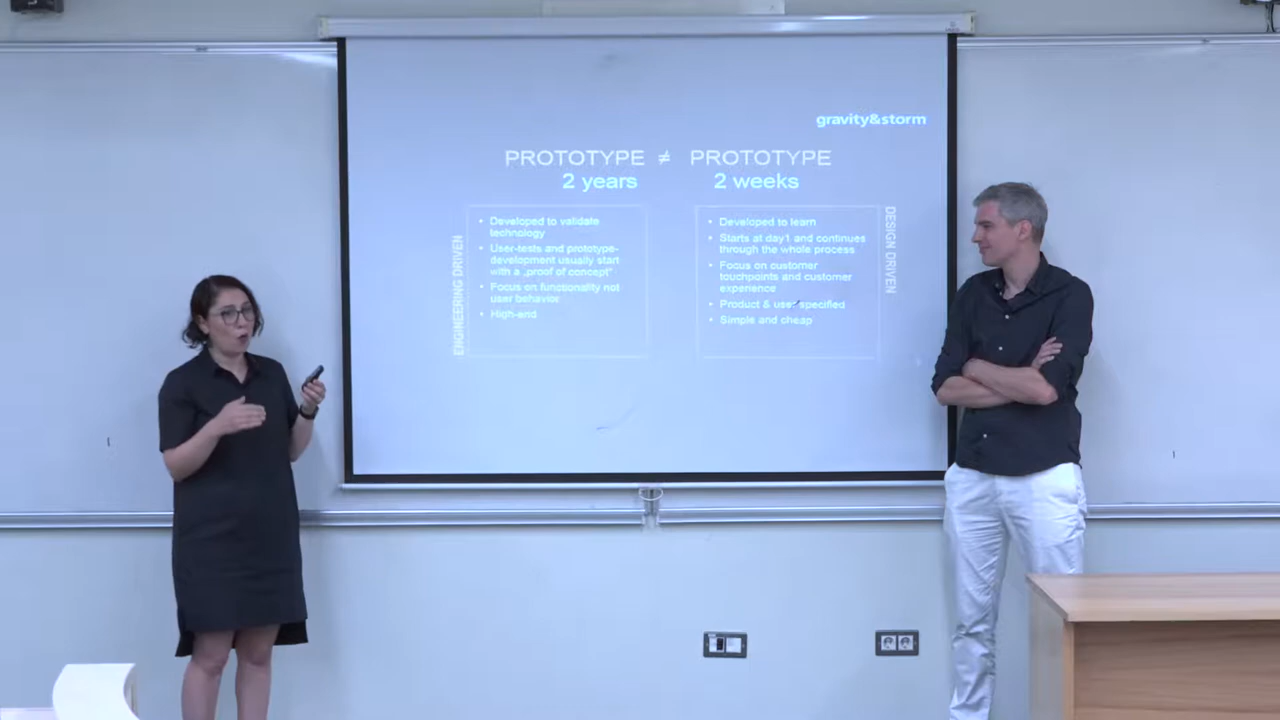 gravity&storm
PROTOTYPE ≠ PROTOTYPE
2 years 2 weeks
ENGINEERING DRIVEN
• Developed to validate
technology
• User-tests and prototype-
development usually start
with a „proof of concept"
• Focus on functionality not
user behavior
• High-end
• Developed to learn
• Starts at day1 and continues
through the whole process
• Focus on customer
touchpoints and customer
experience
• Product & user specified
• Simple and cheap
DESIGN DRIVEN